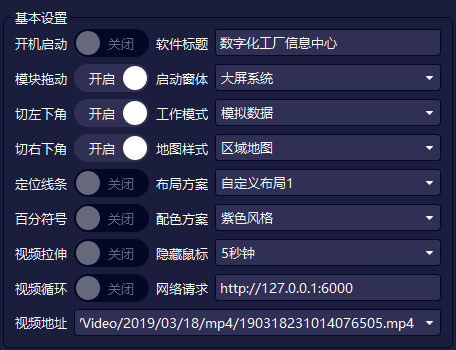 基本设置
开机启动 关闭 软件标题 数字化工厂信息中心
模块拖动 开启 启动窗体 大屏系统
切左下角 开启 工作模式 模拟数据
切右下角 开启 地图样式 区域地图
定位线条 关闭 布局方案 自定义布局1
百分符号 关闭 配色方案 紫色风格
视频拉伸 关闭 隐藏鼠标 5秒钟
视频循环 关闭 网络请求 http://127.0.0.1:6000
视频地址 /Video/2019/03/18/mp4/190318231014076505.mp4